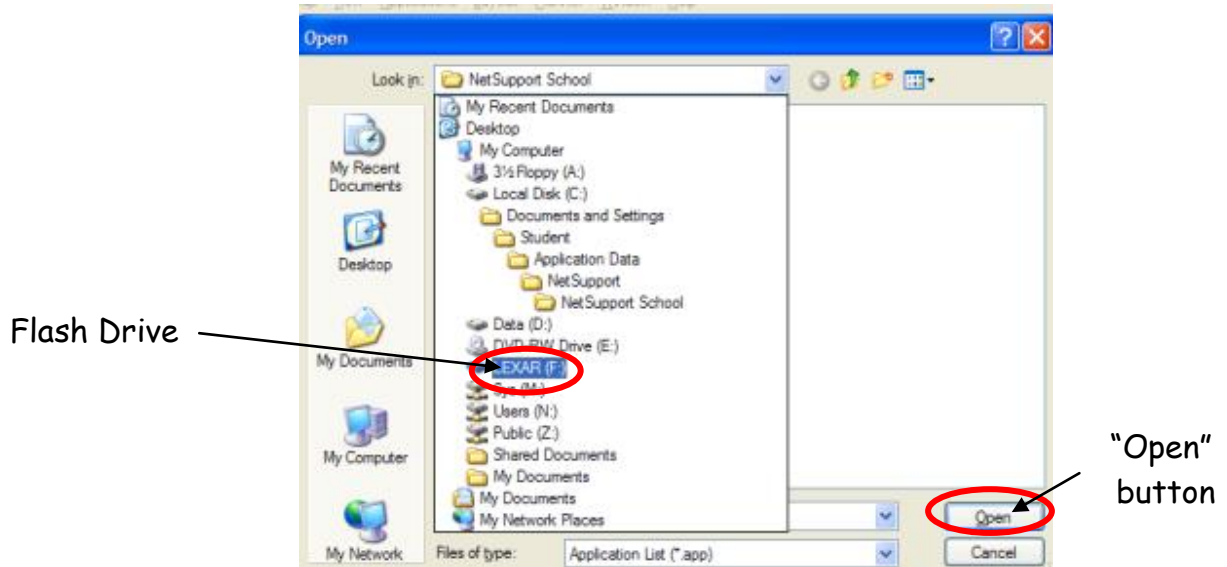 Open
Look in:
NetSupport School
My Recent Documents
Desktop
My Computer
3½ Floppy (A:)
Local Disk (C:)
Documents and Settings
Student
Application Data
NetSupport
NetSupport School
Data (D:)
DVD-RW Drive (E:)
LEXAR (F:)
Sys (M:)
Users (N:)
Public (Z:)
Shared Documents
My Documents
My Documents
My Network Places
My Recent
Documents
Desktop
My Documents
My Computer
My Network
Files of type:
Application List (*.app)
Open
Cancel
Flash Drive
“Open”
button